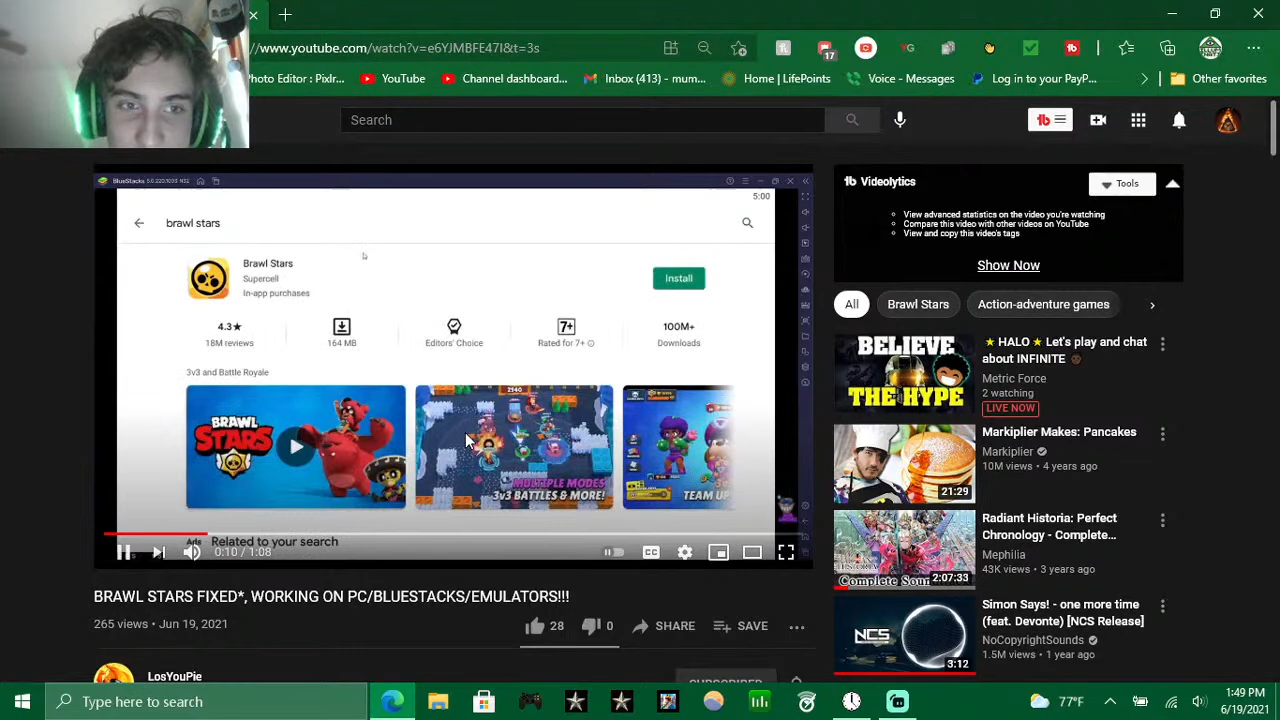 //www.youtube.com/watch?v=e6YJMBFE47I&t=3s
17
hoto Editor : Pixlr...
YouTube
Channel dashboard...
Inbox (413) - mum...
Home | LifePoints
Voice - Messages
Log in to your PayP...
Other favorites
Search
BlueStacks
5:00
brawl stars
Brawl Stars
Supercell
In-app purchases
Install
4.3★
164 MB
7+
100M+
18M reviews
Editors' Choice
Rated for 7+
Downloads
3v3 and Battle Royale
BRAWL STARS
2940
MULTIPLE MODES
3v3 BATTLES & MORE!
TEAM UP
Ads
Related to your search
0:10 / 1:08
CC
BRAWL STARS FIXED*, WORKING ON PC/BLUESTACKS/EMULATORS!!!
265 views • Jun 19, 2021
28
0
SHARE
SAVE
LosYouPie
SUBSCRIBED
tb Videolytics
Tools
View advanced statistics on the video you're watching
Compare this video with other videos on YouTube
View and copy this video's tags
Show Now
All
Brawl Stars
Action-adventure games
BELIEVE
THE HYPE
★ HALO ★ Let's play and chat
about INFINITE
Metric Force
2 watching
LIVE NOW
21:29
Markiplier Makes: Pancakes
Markiplier
10M views • 4 years ago
Complete Soun
2:07:33
Radiant Historia: Perfect
Chronology - Complete...
Mephilia
43K views • 3 years ago
NCS
3:12
Simon Says! - one more time
(feat. Devonte) [NCS Release]
NoCopyrightSounds
1.5M views • 1 year ago
Type here to search
77°F
1:49 PM
6/19/2021